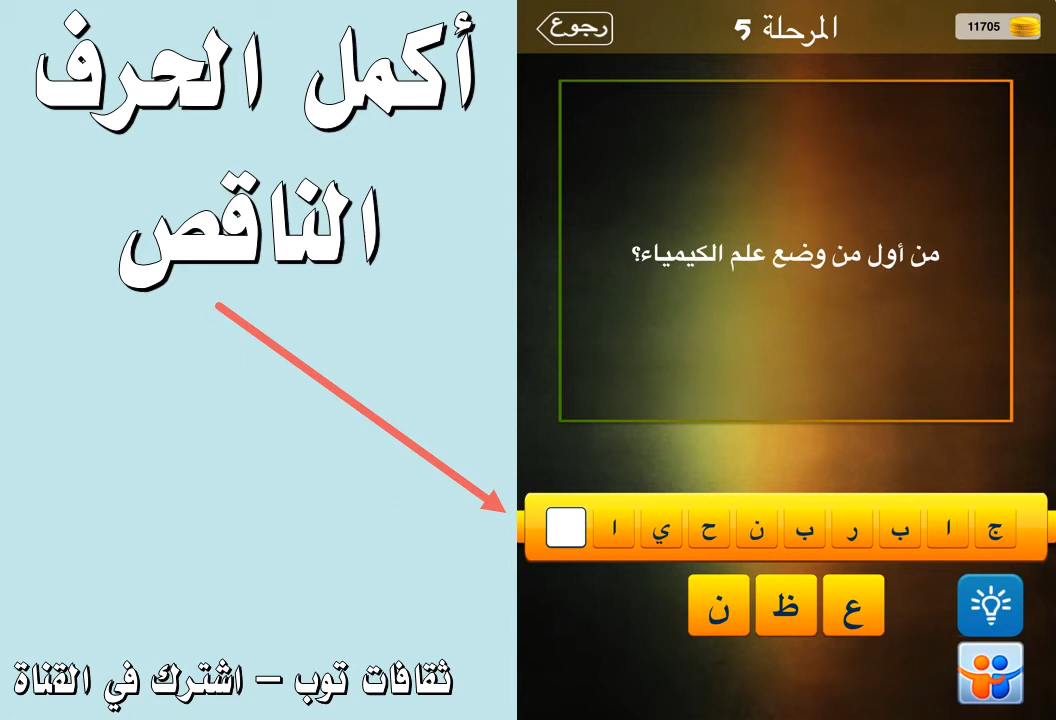 أكمل الحرف
الناقص
ثقافات توب – اشترك في القناة
رجوع
المرحلة 5
11705
من أول من وضع علم الكيمياء؟
ج ا ب ر ب ن ح ي ا
ع ظ ن